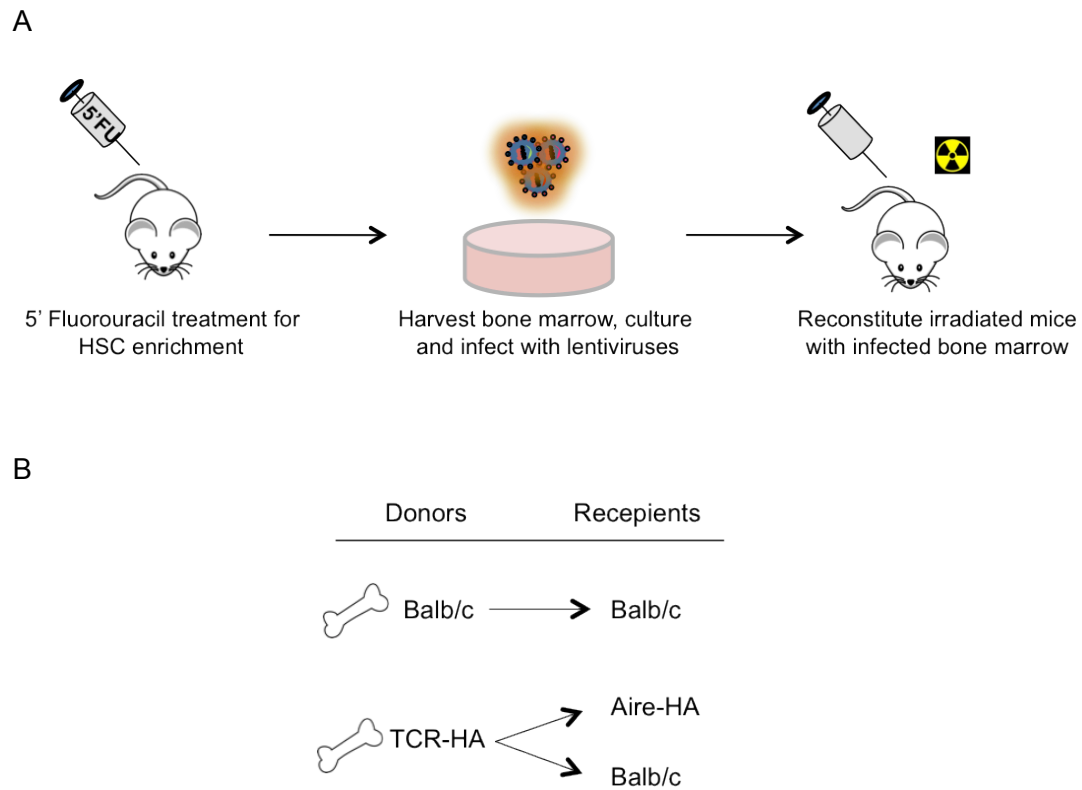 A
5'FU
5' Fluorouracil treatment for
HSC enrichment
Harvest bone marrow, culture
and infect with lentiviruses
Reconstitute irradiated mice
with infected bone marrow
B
Donors
Recepients
Balb/c
Balb/c
TCR-HA
Aire-HA
Balb/c